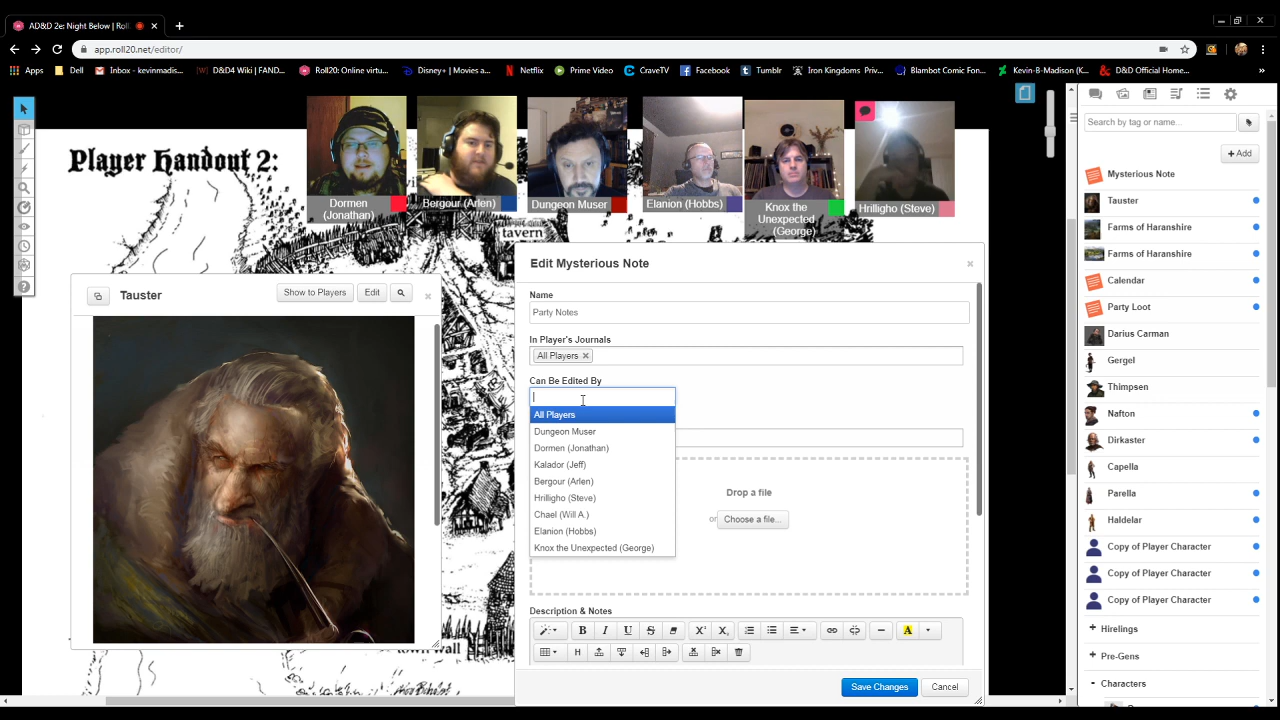 AD&D 2e: Night Below | Roll
app.roll20.net/editor/
Apps
Dell
Inbox - kevinmadis...
D&D4 Wiki | FAND...
Roll20: Online virtu...
Disney+ | Movies a...
Netflix
Prime Video
CraveTV
Facebook
Tumblr
Iron Kingdoms Priv...
Blambot Comic Fon...
Kevin-B-Madison (K...
D&D Official Home...
Player Handout 2:
tavern
town wall
Dormen
(Jonathan)
Bergour (Arlen)
Dungeon Muser
Elanion (Hobbs)
Knox the
Unexpected
(George)
Hrilligho (Steve)
Tauster
Show to Players
Edit
Edit Mysterious Note
Name
Party Notes
In Player's Journals
All Players
Can Be Edited By
All Players
Dungeon Muser
Dormen (Jonathan)
Kalador (Jeff)
Bergour (Arlen)
Hrilligho (Steve)
Chael (Will A.)
Elanion (Hobbs)
Knox the Unexpected (George)
Drop a file
or Choose a file...
Description & Notes
B I U S X² X, 
H
A
Save Changes
Cancel
Search by tag or name...
+ Add
Mysterious Note
Tauster
Farms of Haranshire
Farms of Haranshire
Calendar
Party Loot
Darius Carman
Gergel
Thimpsen
Nafton
Dirkaster
Capella
Parella
Haldelar
Copy of Player Character
Copy of Player Character
Copy of Player Character
+ Hirelings
+ Pre-Gens
- Characters